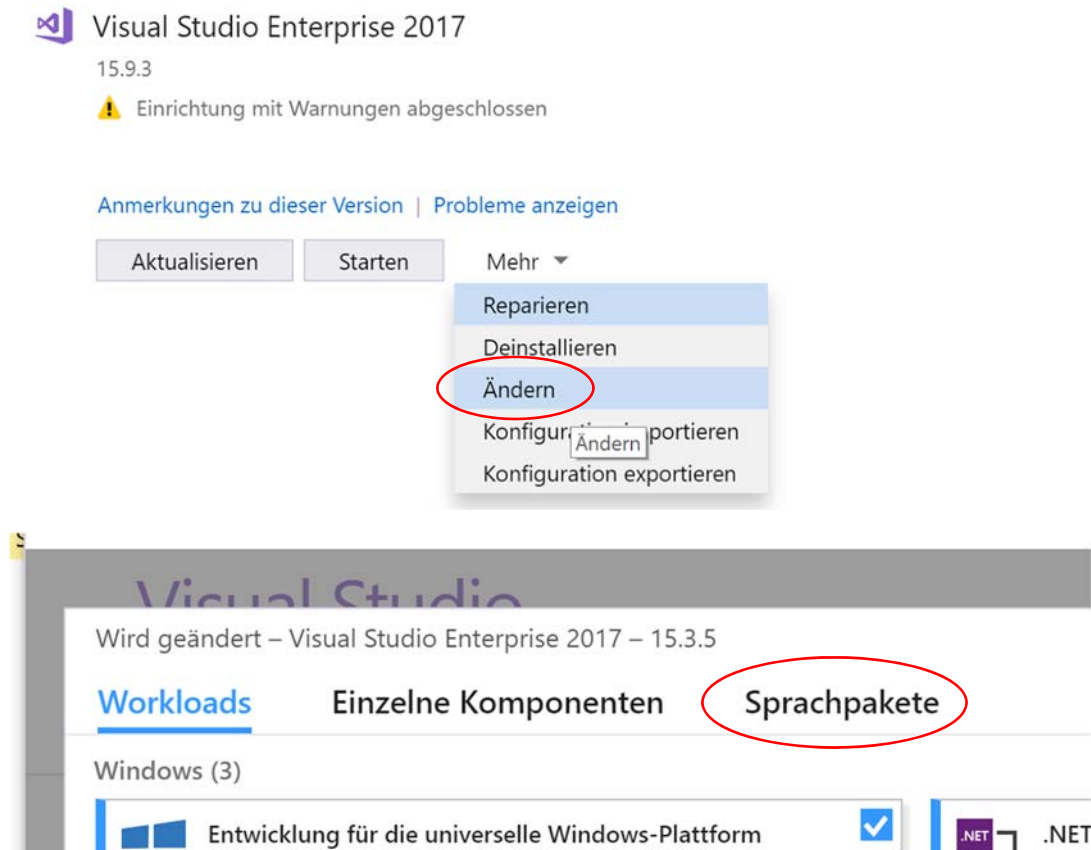 Visual Studio Enterprise 2017
15.9.3
Einrichtung mit Warnungen abgeschlossen
Anmerkungen zu dieser Version | Probleme anzeigen
Aktualisieren Starten Mehr
Reparieren
Deinstallieren
Ändern
Ändern
Konfiguration exportieren
Visual Studio
Wird geändert – Visual Studio Enterprise 2017 – 15.3.5
Workloads Einzelne Komponenten Sprachpakete
Windows (3)
Entwicklung für die universelle Windows-Plattform .NET .NET